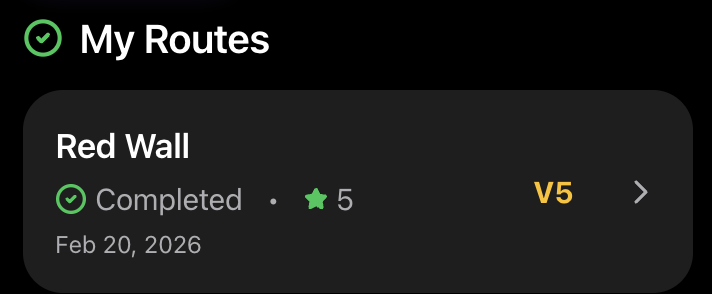 My Routes
Red Wall
Completed • 5
V5
Feb 20, 2026